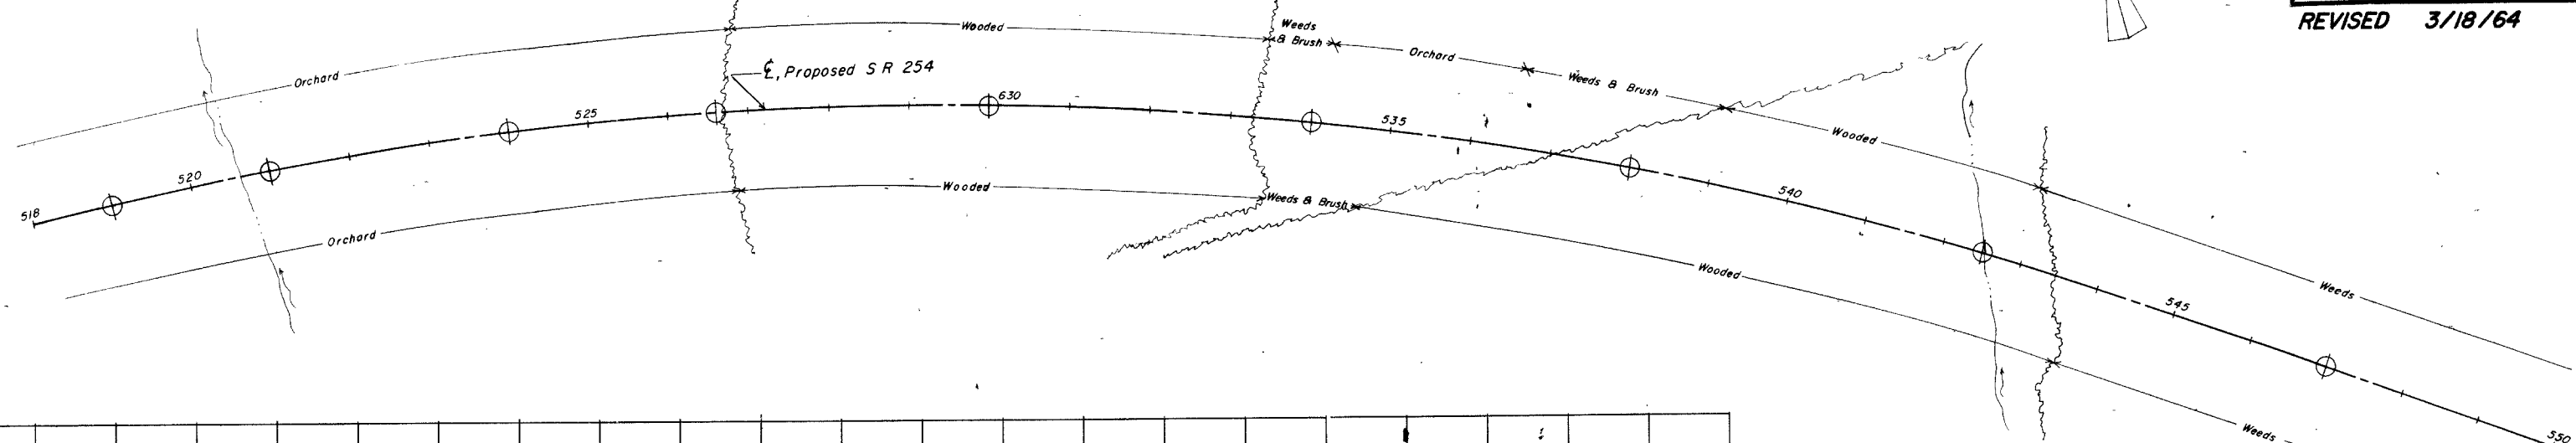 REVISED 3/18/64
Wooded
Weeds
& Brush
Orchard
Orchard
Weeds & Brush
℄, Proposed S R 254
630
525
535
Wooded
520
540
518
Wooded
Weeds & Brush
Orchard
Wooded
Weeds
545
Weeds
550